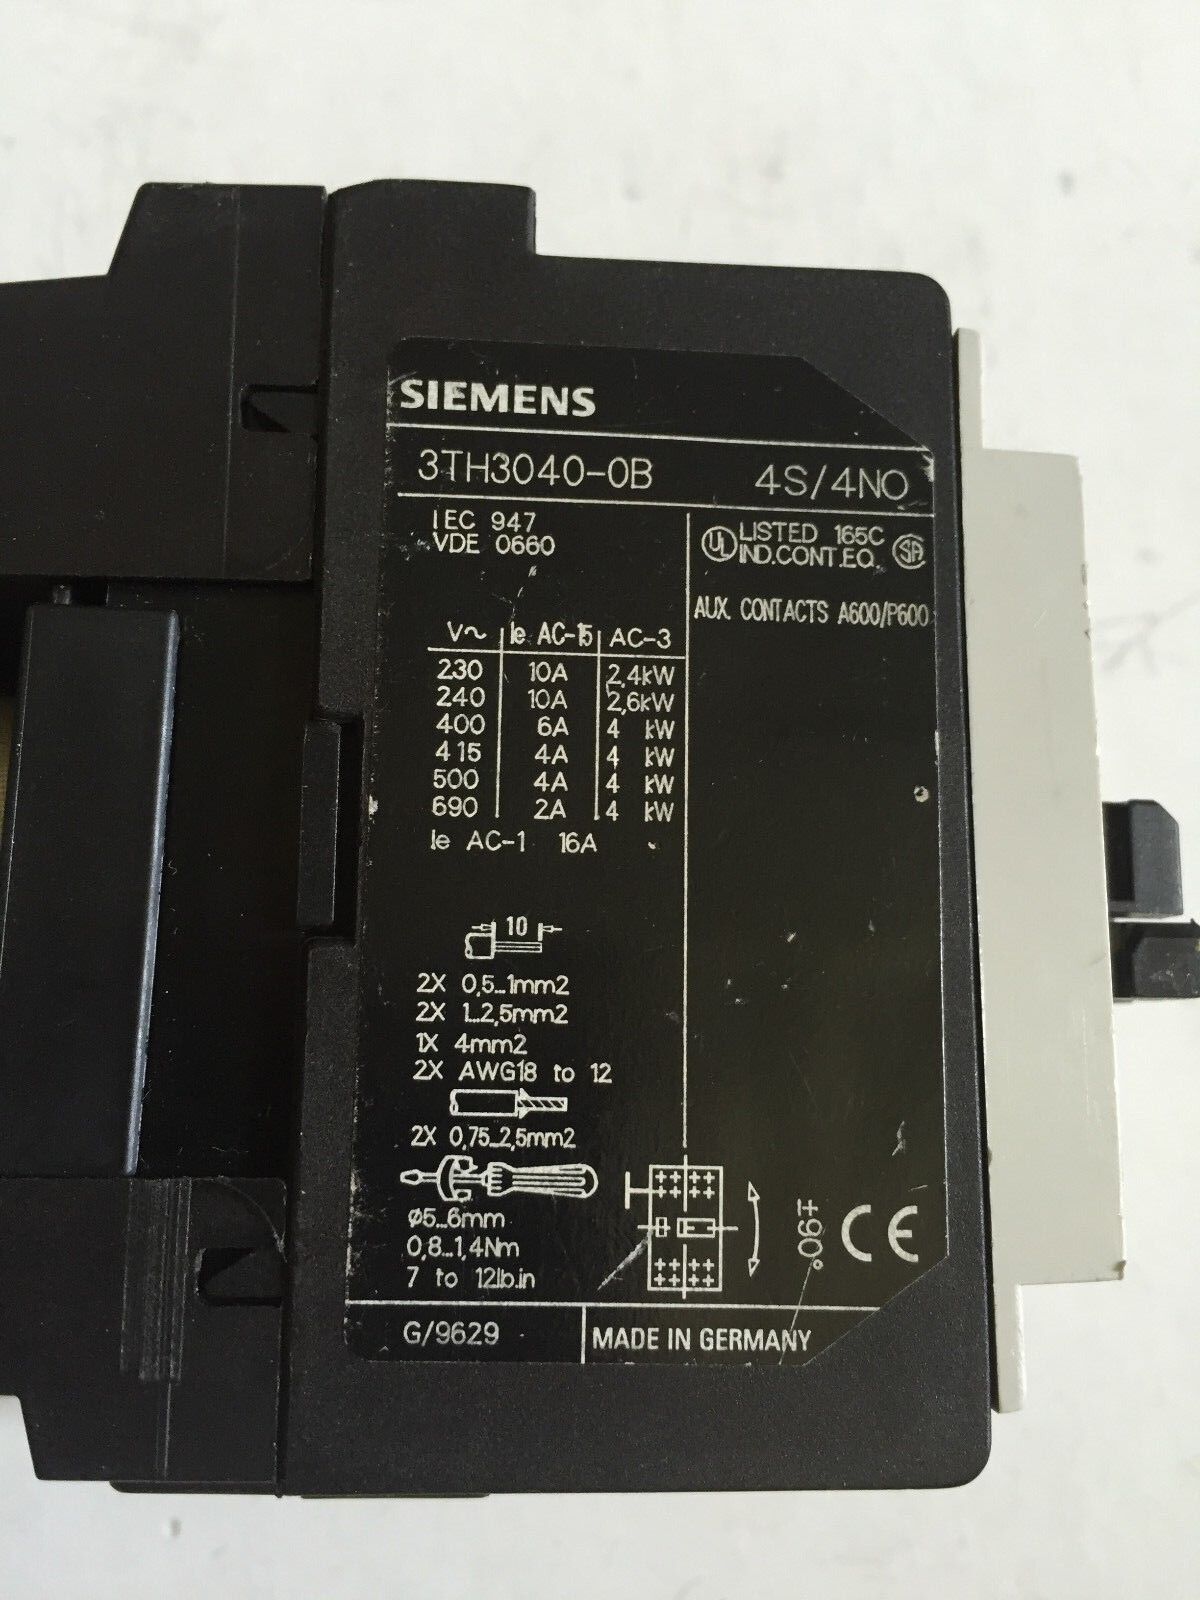 SIEMENS
3TH3040-0B 4S/4NO
IEC 947
VDE 0660
UL LISTED 165C SA
IND.CONT.EQ.
AUX. CONTACTS A600/P600
V~ Ie AC-15 AC-3
230 10A 2,4kW
240 10A 2,6kW
400 6A 4 kW
415 4A 4 kW
500 4A 4 kW
690 2A 4 kW
Ie AC-1 16A
10
2X 0,5...1mm2
2X 1...2,5mm2
1X 4mm2
2X AWG18 to 12
2X 0,75...2,5mm2
ø5...6mm
0,8...1,4Nm
7 to 12lb.in
±90°
CE
G/9629 MADE IN GERMANY